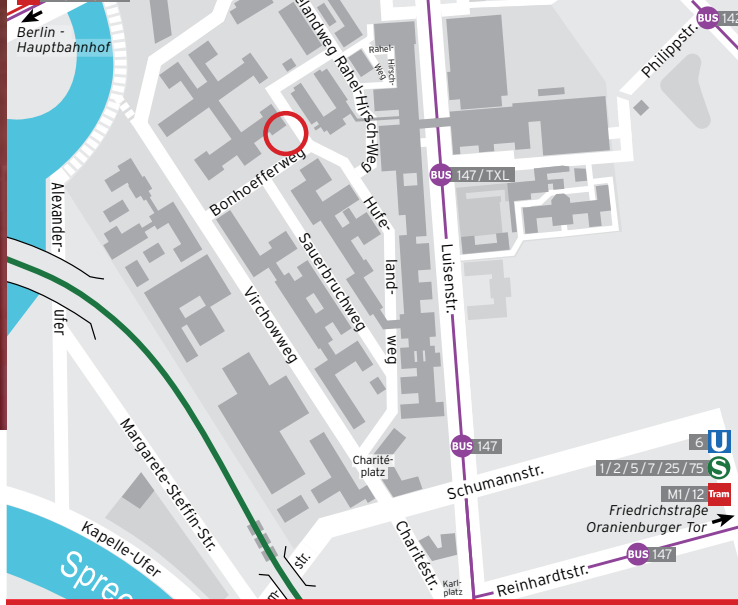 Berlin -
Hauptbahnhof
elandweg
Rahel-Hirsch-Weg
Rahel-
Hirsch-
Weg
Philippstr.
BUS 142
BUS 147 / TXL
Bonhoefferweg
Alexander-
ufer
Hufe-
land-
weg
Sauerbruchweg
Virchowweg
Luisenstr.
Margarete-Steffin-Str.
BUS 147
6 U
1 / 2 / 5 / 7 / 25 / 75 S
M1 / 12 Tram
Friedrichstraße
Oranienburger Tor
Charité-
platz
Schumannstr.
Kapelle-Ufer
Spree
Charitéstr.
str.
Karl-
platz
BUS 147
Reinhardtstr.